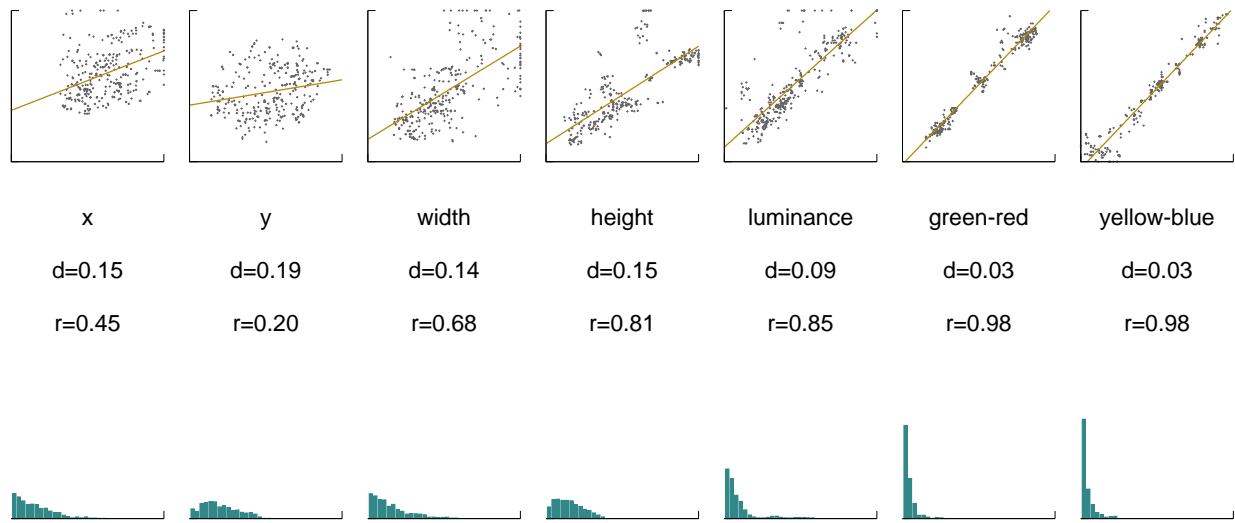 x y width height luminance green-red yellow-blue
d=0.15 d=0.19 d=0.14 d=0.15 d=0.09 d=0.03 d=0.03
r=0.45 r=0.20 r=0.68 r=0.81 r=0.85 r=0.98 r=0.98